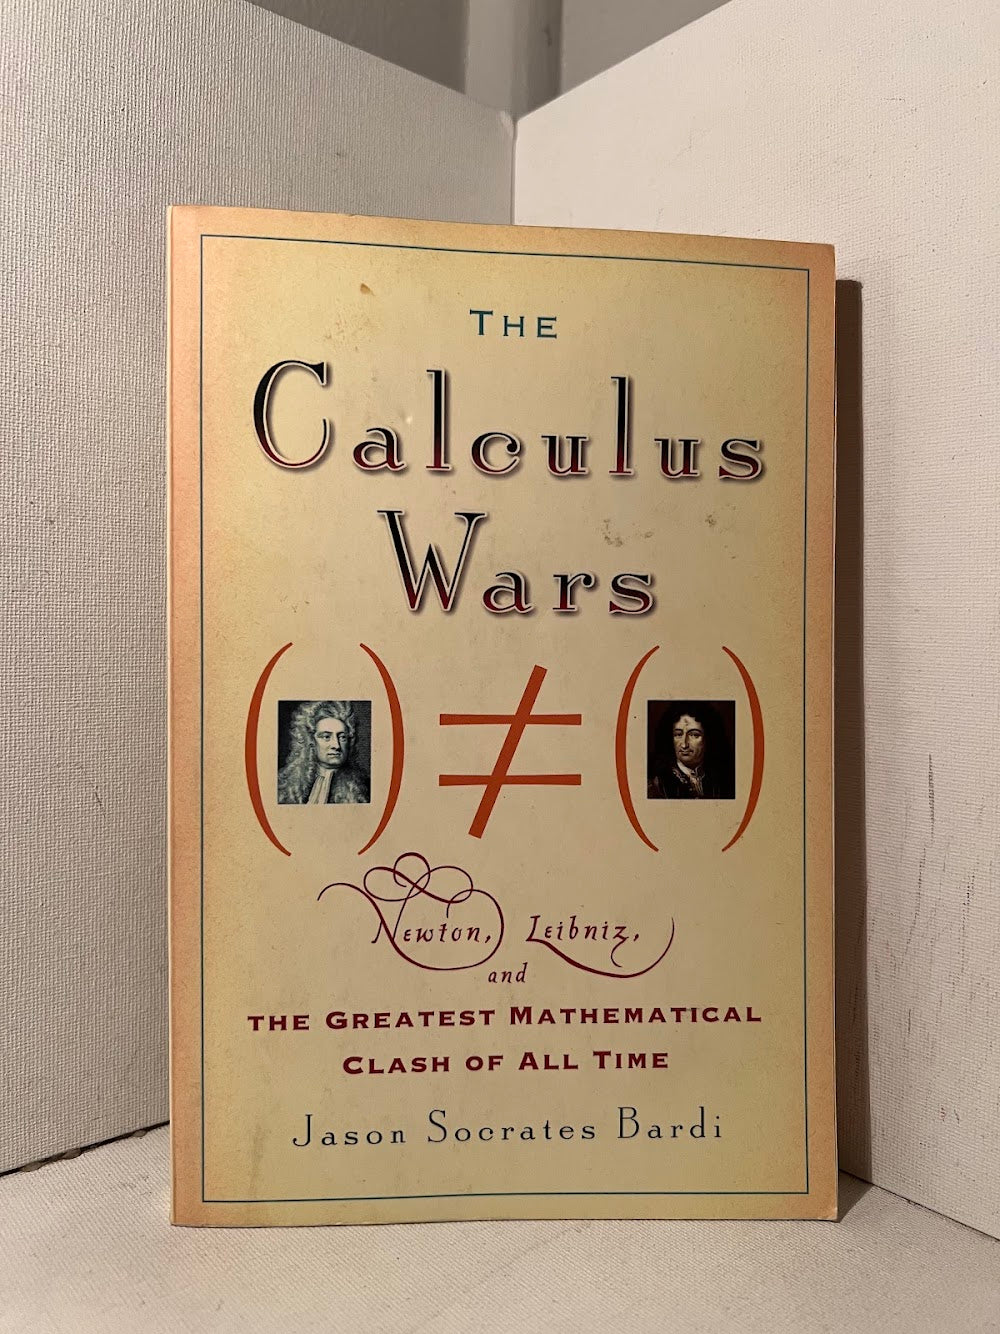 THE
Calculus
Wars
( ) ≠ ( )
Newton, Leibniz,
and
THE GREATEST MATHEMATICAL
CLASH OF ALL TIME
Jason Socrates Bardi